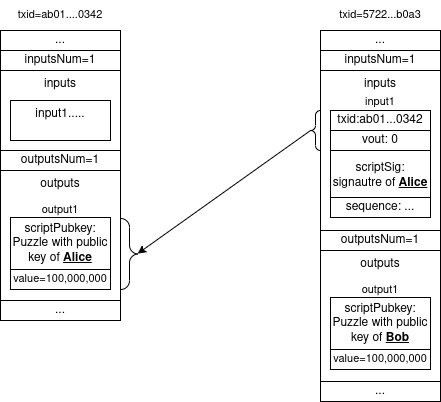 txid=ab01....0342
...
inputsNum=1
inputs
input1.....
outputsNum=1
outputs
output1
scriptPubkey:
Puzzle with public
key of Alice
value=100,000,000
...
txid=5722...b0a3
...
inputsNum=1
inputs
input1
txid:ab01...0342
vout: 0
scriptSig:
signautre of Alice
sequence: ...
outputsNum=1
outputs
output1
scriptPubkey:
Puzzle with public
key of Bob
value=100,000,000
...